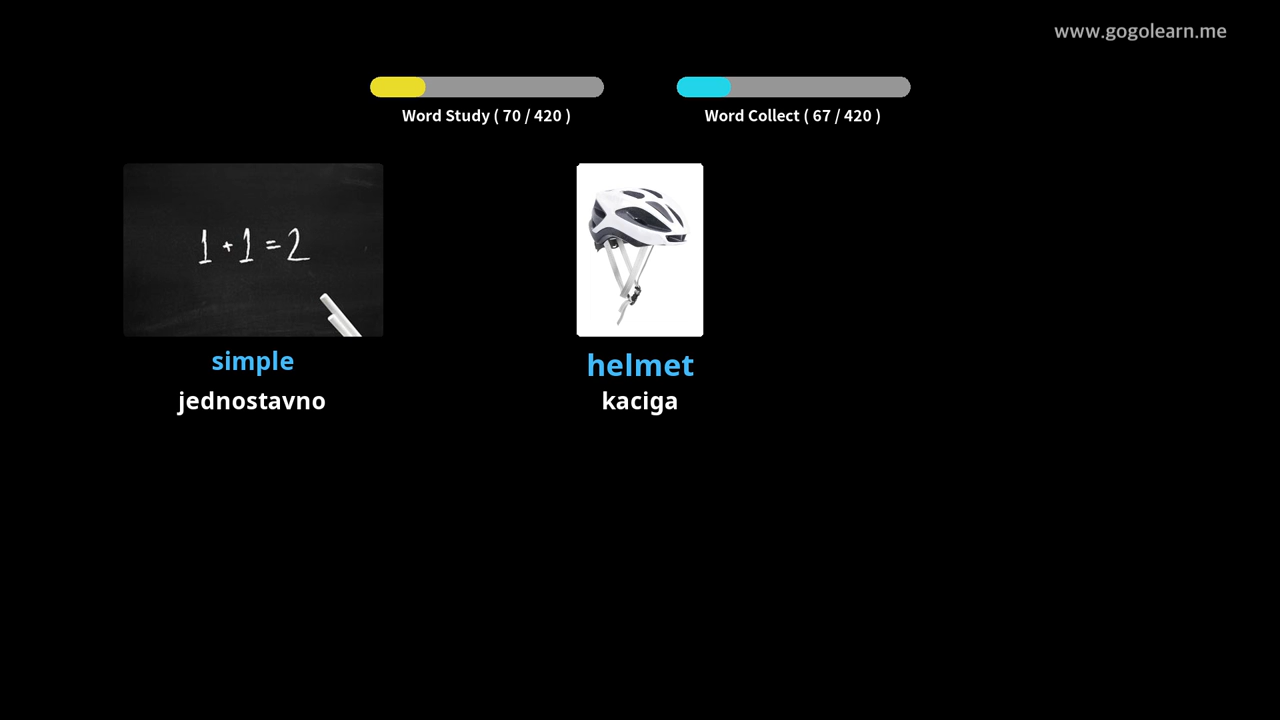 www.gogolearn.me
Word Study ( 70 / 420 )
Word Collect ( 67 / 420 )
1 + 1 = 2
simple
jednostavno
helmet
kaciga